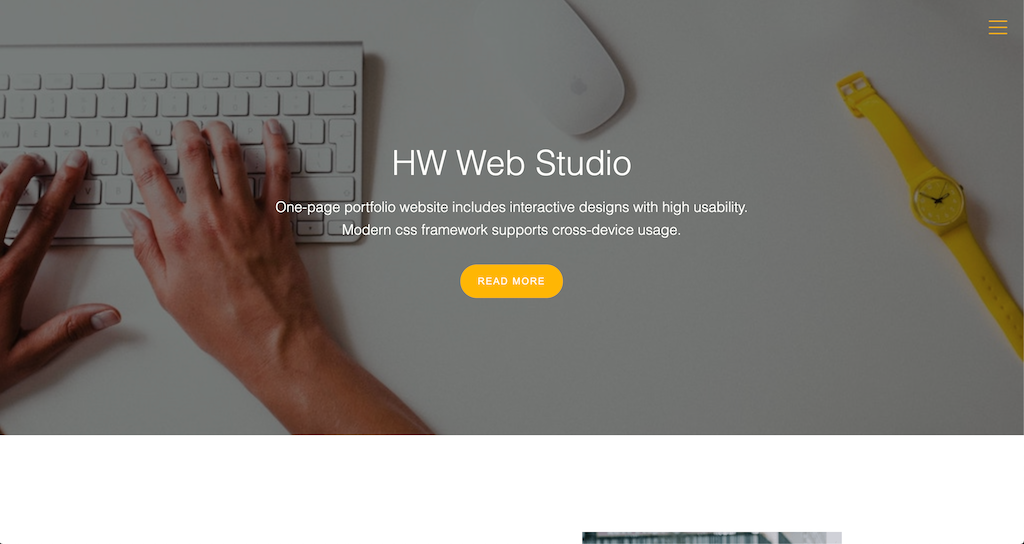 HW Web Studio
One-page portfolio website includes interactive designs with high usability.
Modern css framework supports cross-device usage.
READ MORE